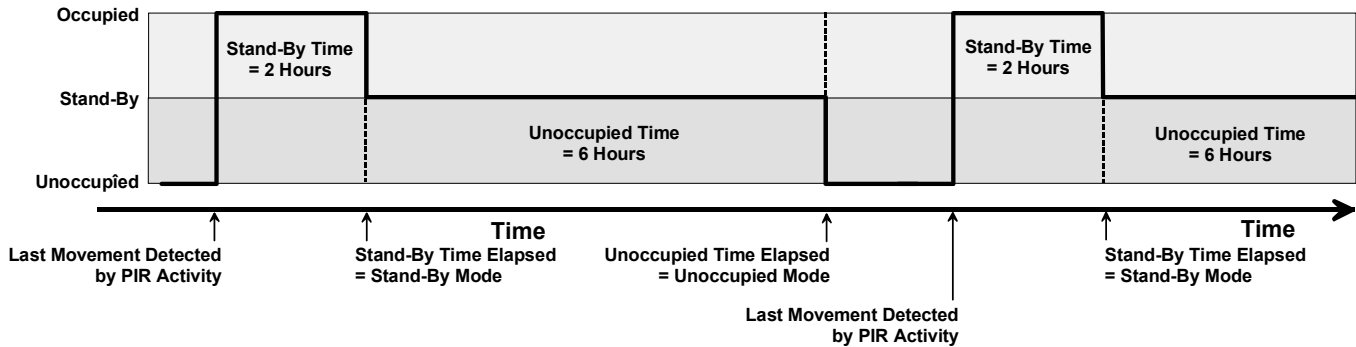 Occupied
Stand-By Time
= 2 Hours
Stand-By Time
= 2 Hours
Stand-By
Unoccupied Time
= 6 Hours
Unoccupied Time
= 6 Hours
Unoccupied
Time
Time
Last Movement Detected
by PIR Activity
Stand-By Time Elapsed
= Stand-By Mode
Unoccupied Time Elapsed
= Unoccupied Mode
Stand-By Time Elapsed
= Stand-By Mode
Last Movement Detected
by PIR Activity